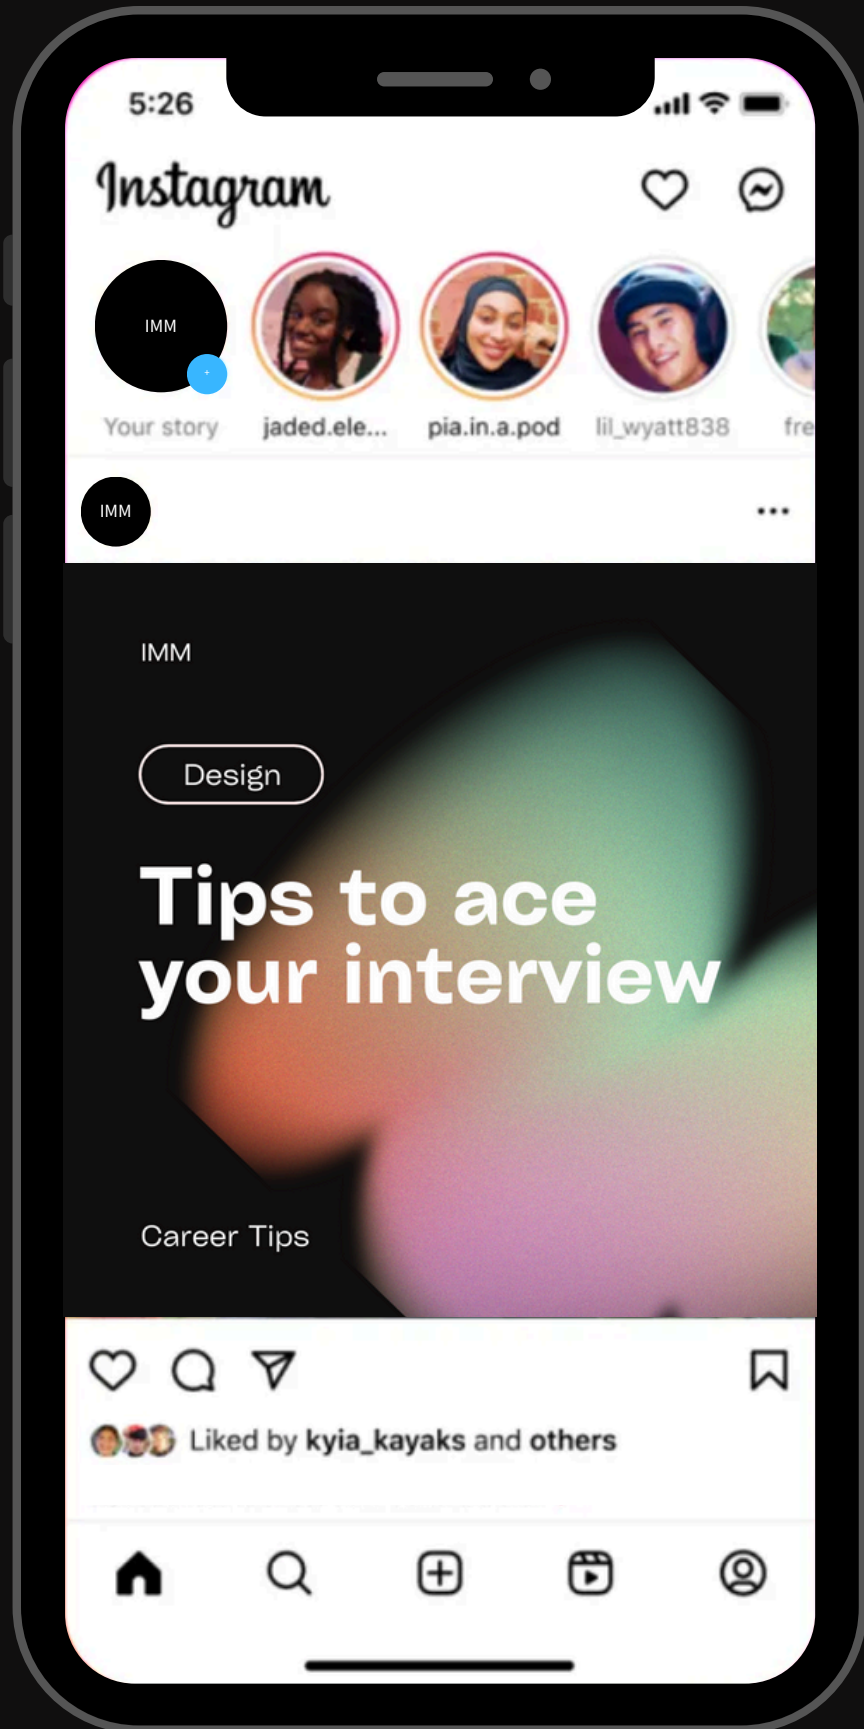 5:26
Instagram
IMM
+
Your story
jaded.ele...
pia.in.a.pod
lil_wyatt838
fre
IMM
IMM
Design
Tips to ace
your interview
Career Tips
Liked by kyia_kayaks and others